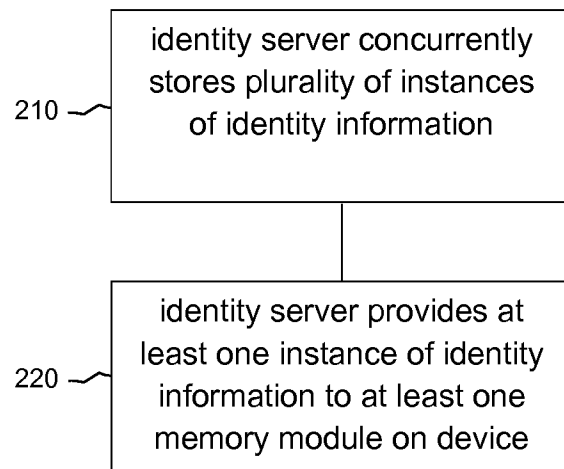 identity server concurrently
stores plurality of instances
of identity information
210
identity server provides at
least one instance of identity
information to at least one
memory module on device
220